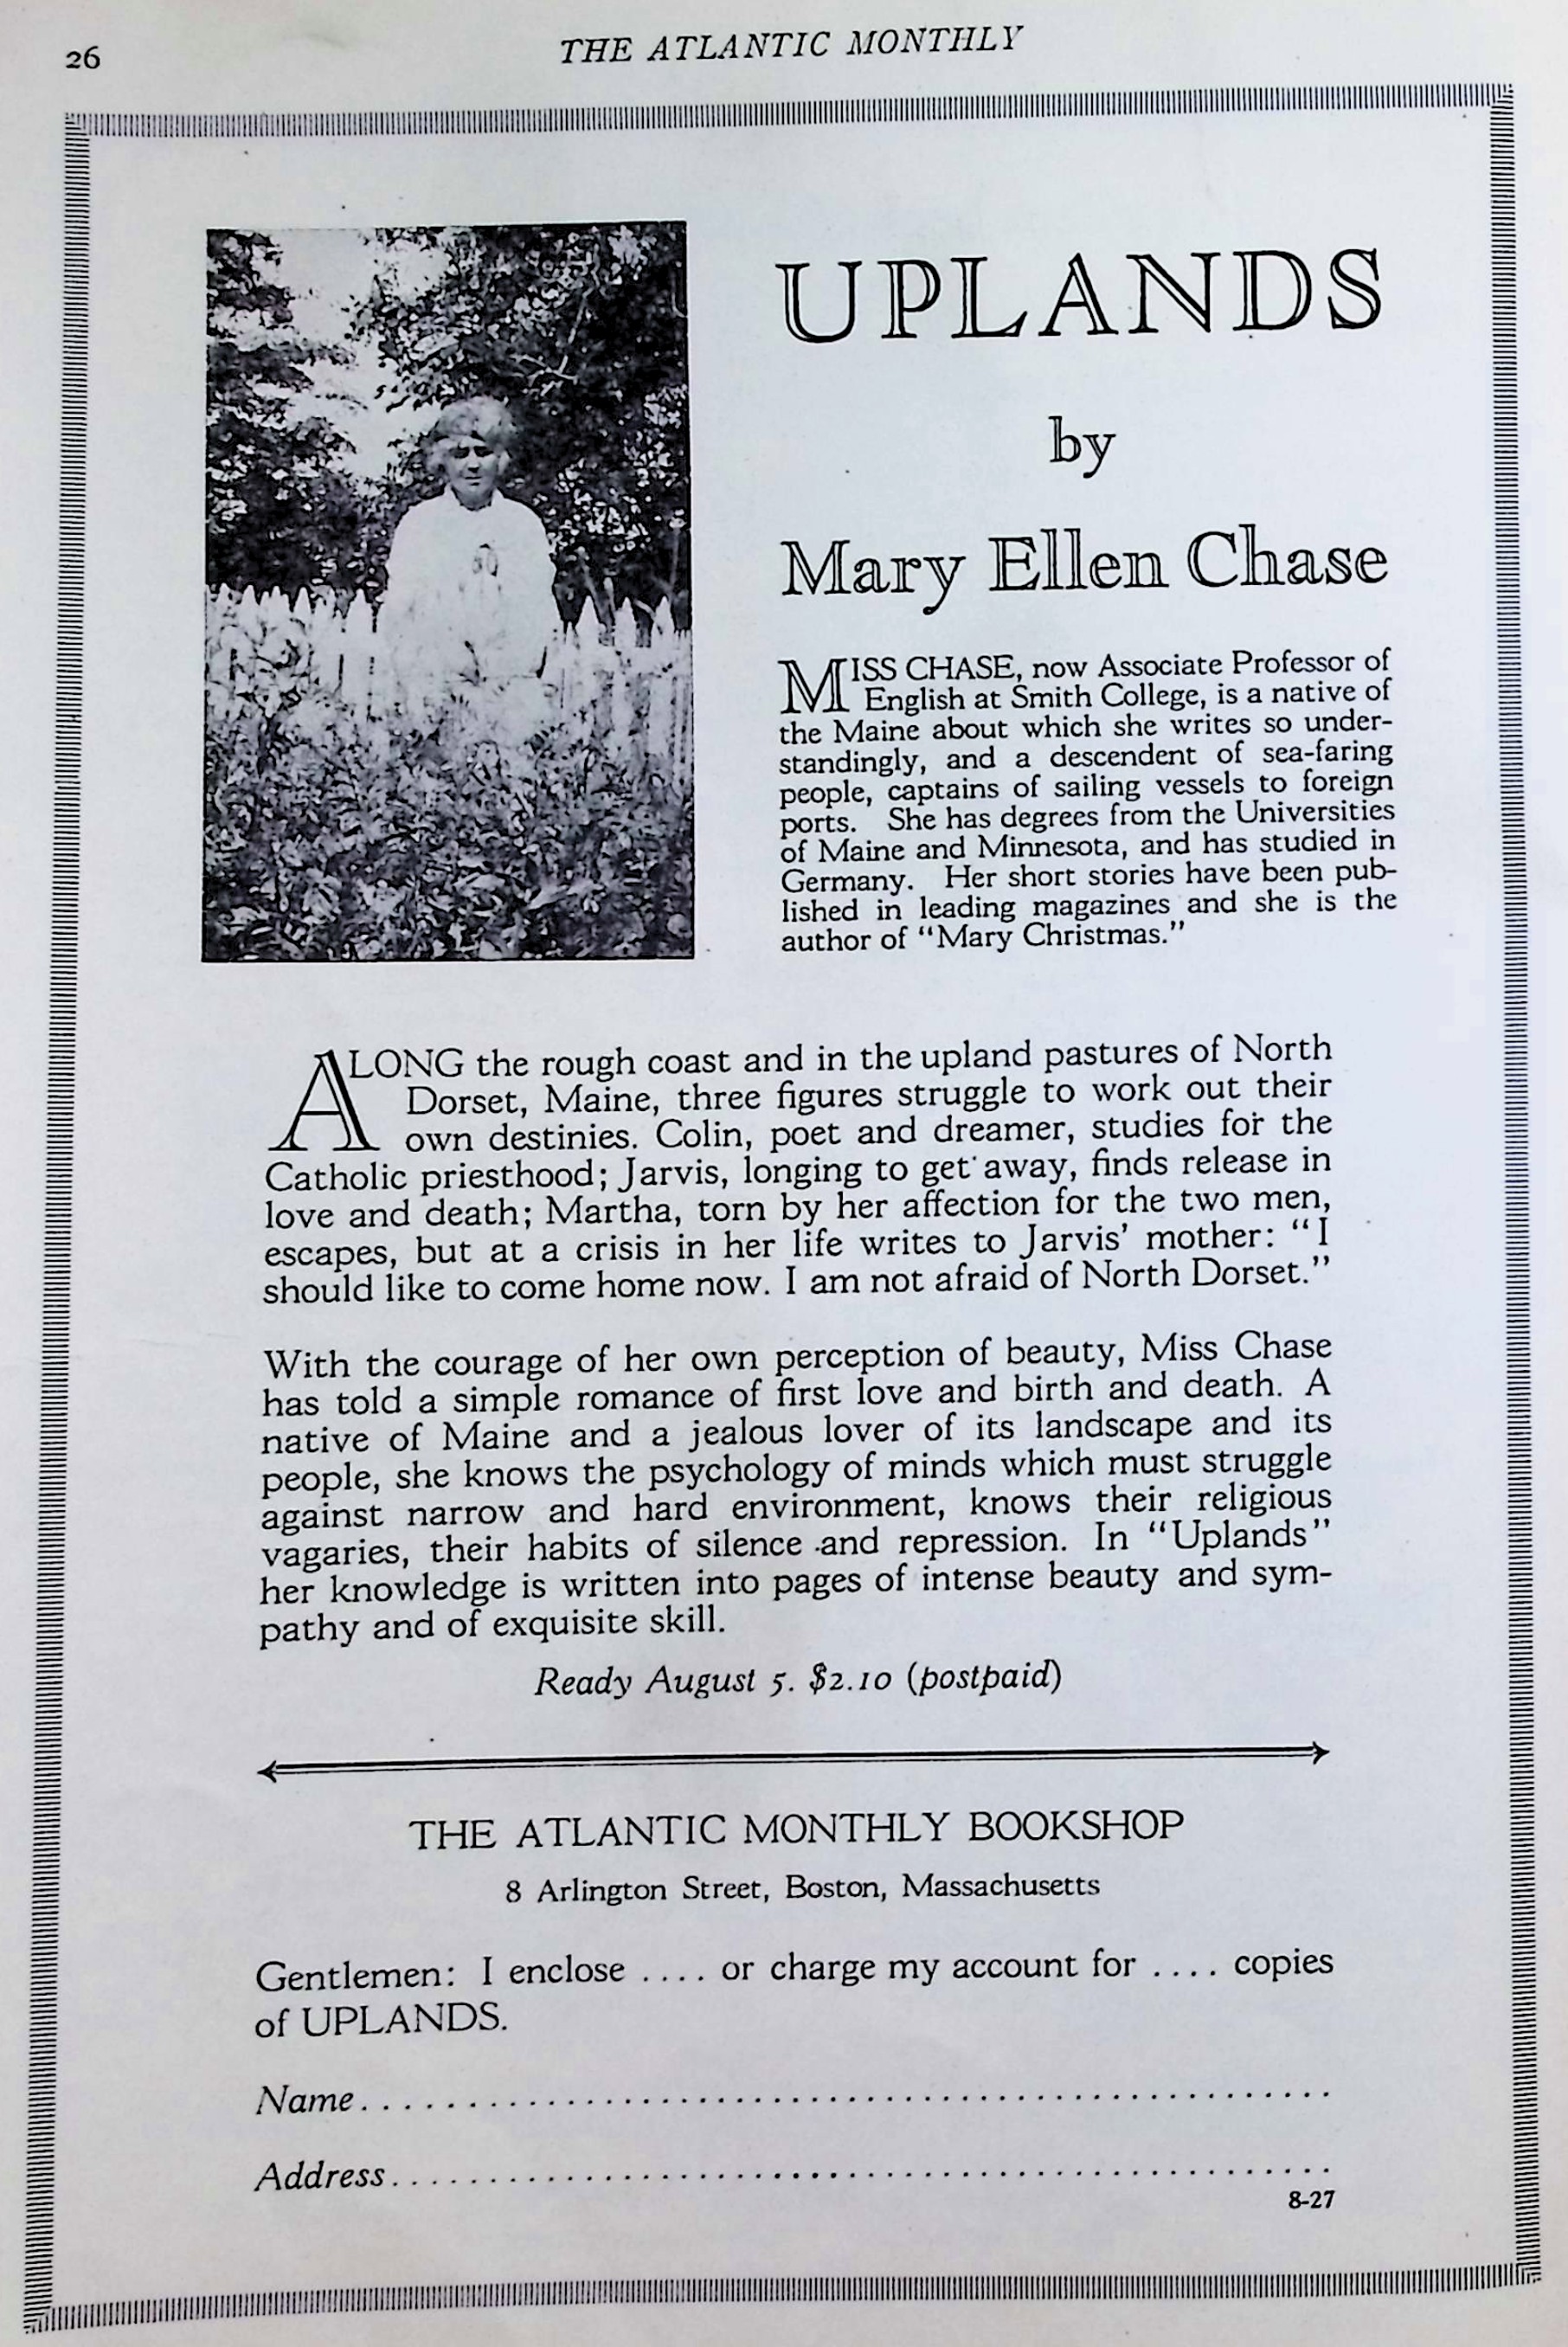 26
THE ATLANTIC MONTHLY
UPLANDS
by
Mary Ellen Chase
MISS CHASE, now Associate Professor of
English at Smith College, is a native of
the Maine about which she writes so under-
standingly, and a descendent of sea-faring
people, captains of sailing vessels to foreign
ports. She has degrees from the Universities
of Maine and Minnesota, and has studied in
Germany. Her short stories have been pub-
lished in leading magazines and she is the
author of “Mary Christmas.”
ALONG the rough coast and in the upland pastures of North
Dorset, Maine, three figures struggle to work out their
own destinies. Colin, poet and dreamer, studies for the
Catholic priesthood; Jarvis, longing to get away, finds release in
love and death; Martha, torn by her affection for the two men,
escapes, but at a crisis in her life writes to Jarvis’ mother: “I
should like to come home now. I am not afraid of North Dorset.”
With the courage of her own perception of beauty, Miss Chase
has told a simple romance of first love and birth and death. A
native of Maine and a jealous lover of its landscape and its
people, she knows the psychology of minds which must struggle
against narrow and hard environment, knows their religious
vagaries, their habits of silence and repression. In “Uplands”
her knowledge is written into pages of intense beauty and sym-
pathy and of exquisite skill.
Ready August 5. $2.10 (postpaid)
THE ATLANTIC MONTHLY BOOKSHOP
8 Arlington Street, Boston, Massachusetts
Gentlemen: I enclose .... or charge my account for .... copies
of UPLANDS.
Name..........................................................
Address........................................................
8-27